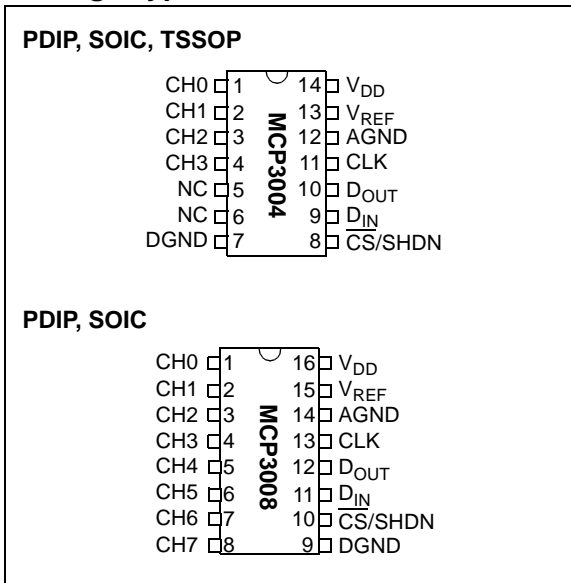 PDIP, SOIC, TSSOP
CH0 1 14 VDD
CH1 2 13 VREF
CH2 3 12 AGND
CH3 4 11 CLK
NC 5 10 DOUT
NC 6 9 DIN
DGND 7 8 C̅S̅/SHDN
MCP3004
PDIP, SOIC
CH0 1 16 VDD
CH1 2 15 VREF
CH2 3 14 AGND
CH3 4 13 CLK
CH4 5 12 DOUT
CH5 6 11 DIN
CH6 7 10 C̅S̅/SHDN
CH7 8 9 DGND
MCP3008